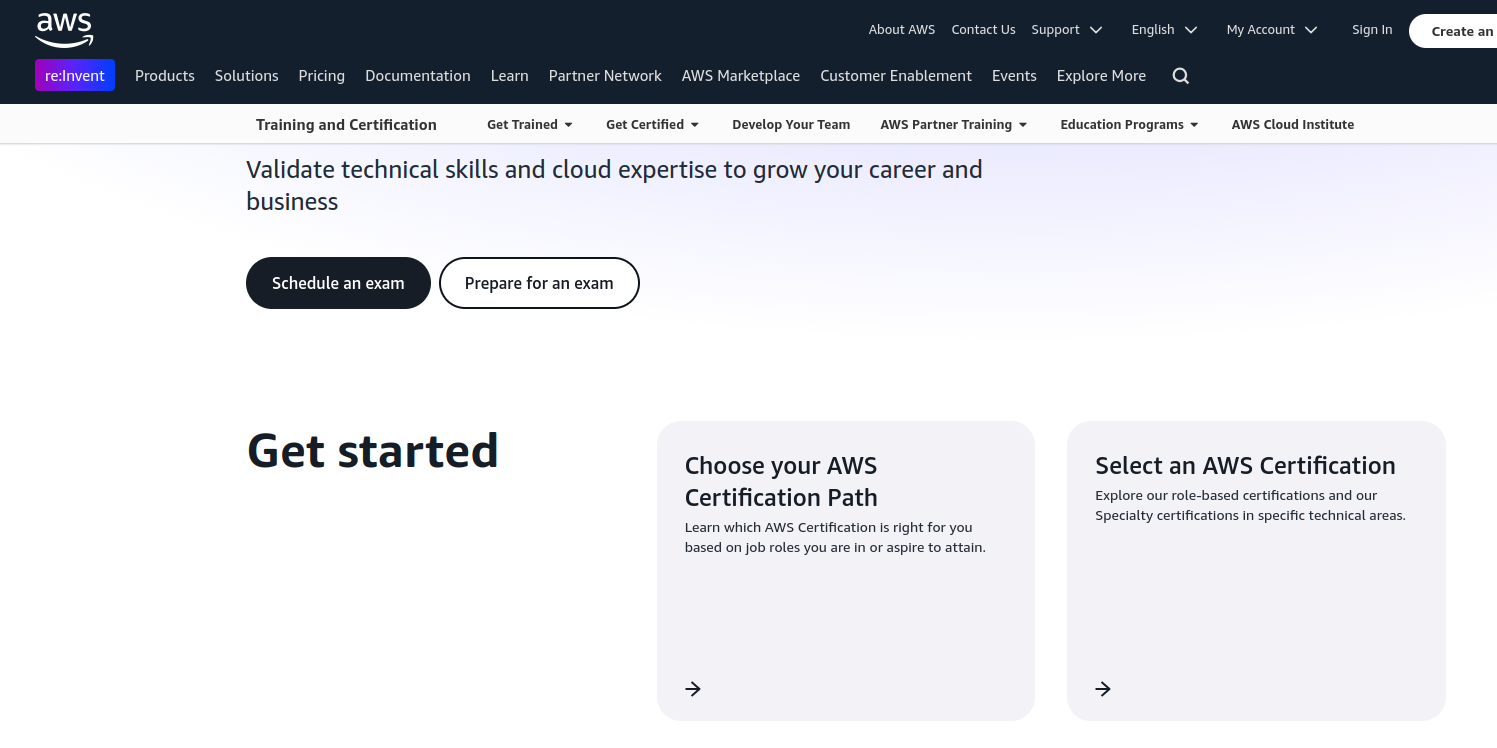 aws
About AWS Contact Us Support English My Account Sign In Create an
re:Invent Products Solutions Pricing Documentation Learn Partner Network AWS Marketplace Customer Enablement Events Explore More
Training and Certification Get Trained Get Certified Develop Your Team AWS Partner Training Education Programs AWS Cloud Institute
Validate technical skills and cloud expertise to grow your career and
business
Schedule an exam Prepare for an exam
Get started
Choose your AWS
Certification Path
Learn which AWS Certification is right for you
based on job roles you are in or aspire to attain.
Select an AWS Certification
Explore our role-based certifications and our
Specialty certifications in specific technical areas.